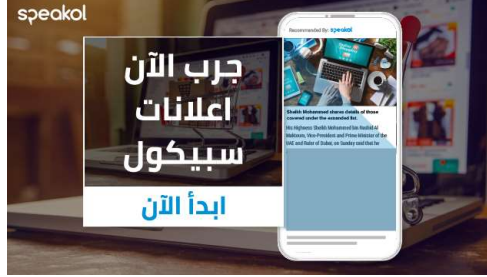 speakol
جرب الآن
اعلانات
سبيكول
ابدأ الآن
Recommended By: speakol
Sheikh Mohammed shares details of those
covered under the expanded list.
His Highness Sheikh Mohammed bin Rashid Al
Maktoum, Vice-President and Prime Minister of the
UAE and Ruler of Dubai, on Sunday said that he